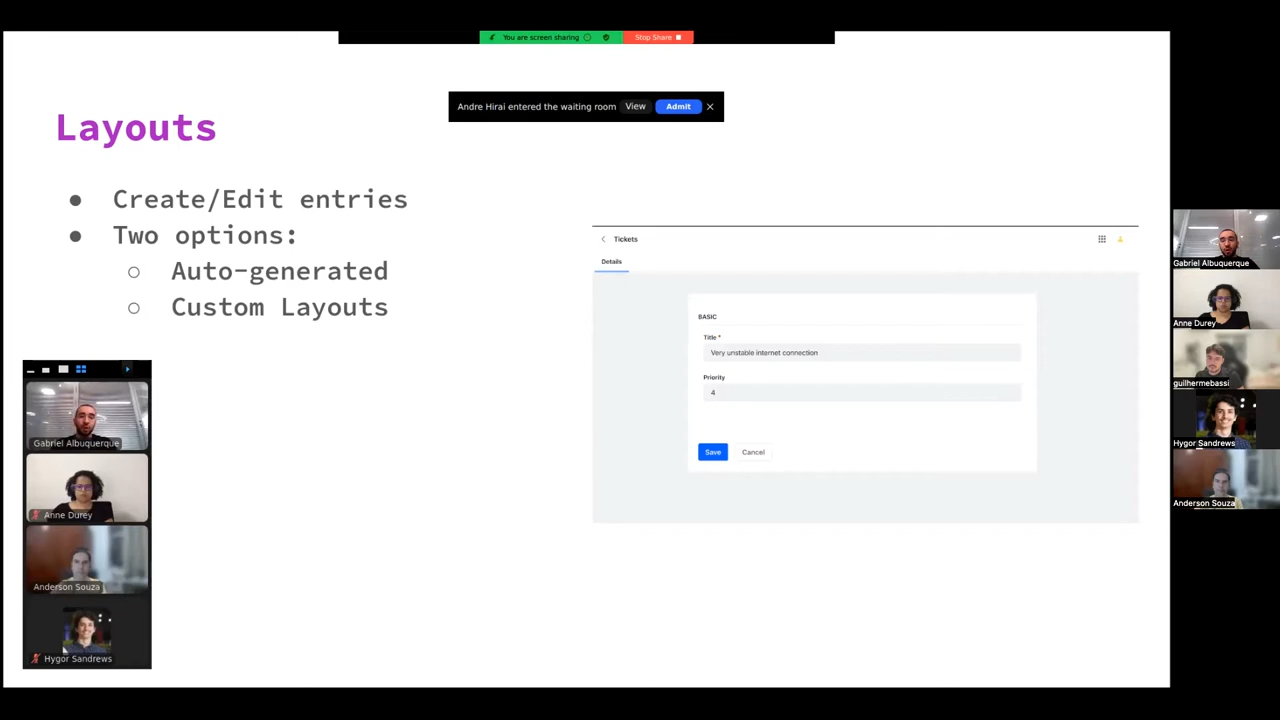 You are screen sharing
Stop Share
Andre Hirai entered the waiting room View Admit
Layouts
Create/Edit entries
Two options:
Auto-generated
Custom Layouts
Tickets
Details
BASIC
Title *
Very unstable internet connection
Priority
4
Save Cancel
Gabriel Albuquerque
Anne Durey
Anderson Souza
Hygor Sandrews
Gabriel Albuquerque
Anne Durey
guilhermebassi
Hygor Sandrews
Anderson Souza